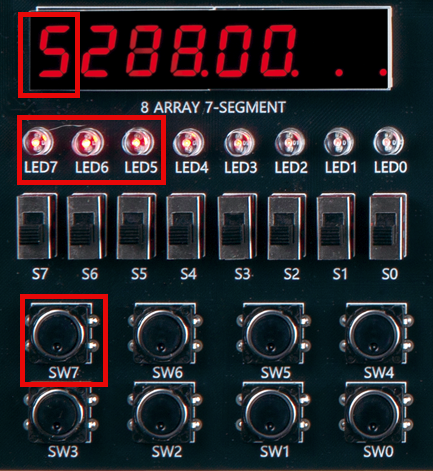 5288.00. . .
8 ARRAY 7-SEGMENT
LED7 LED6 LED5 LED4 LED3 LED2 LED1 LED0
S7 S6 S5 S4 S3 S2 S1 S0
SW7 SW6 SW5 SW4
SW3 SW2 SW1 SW0